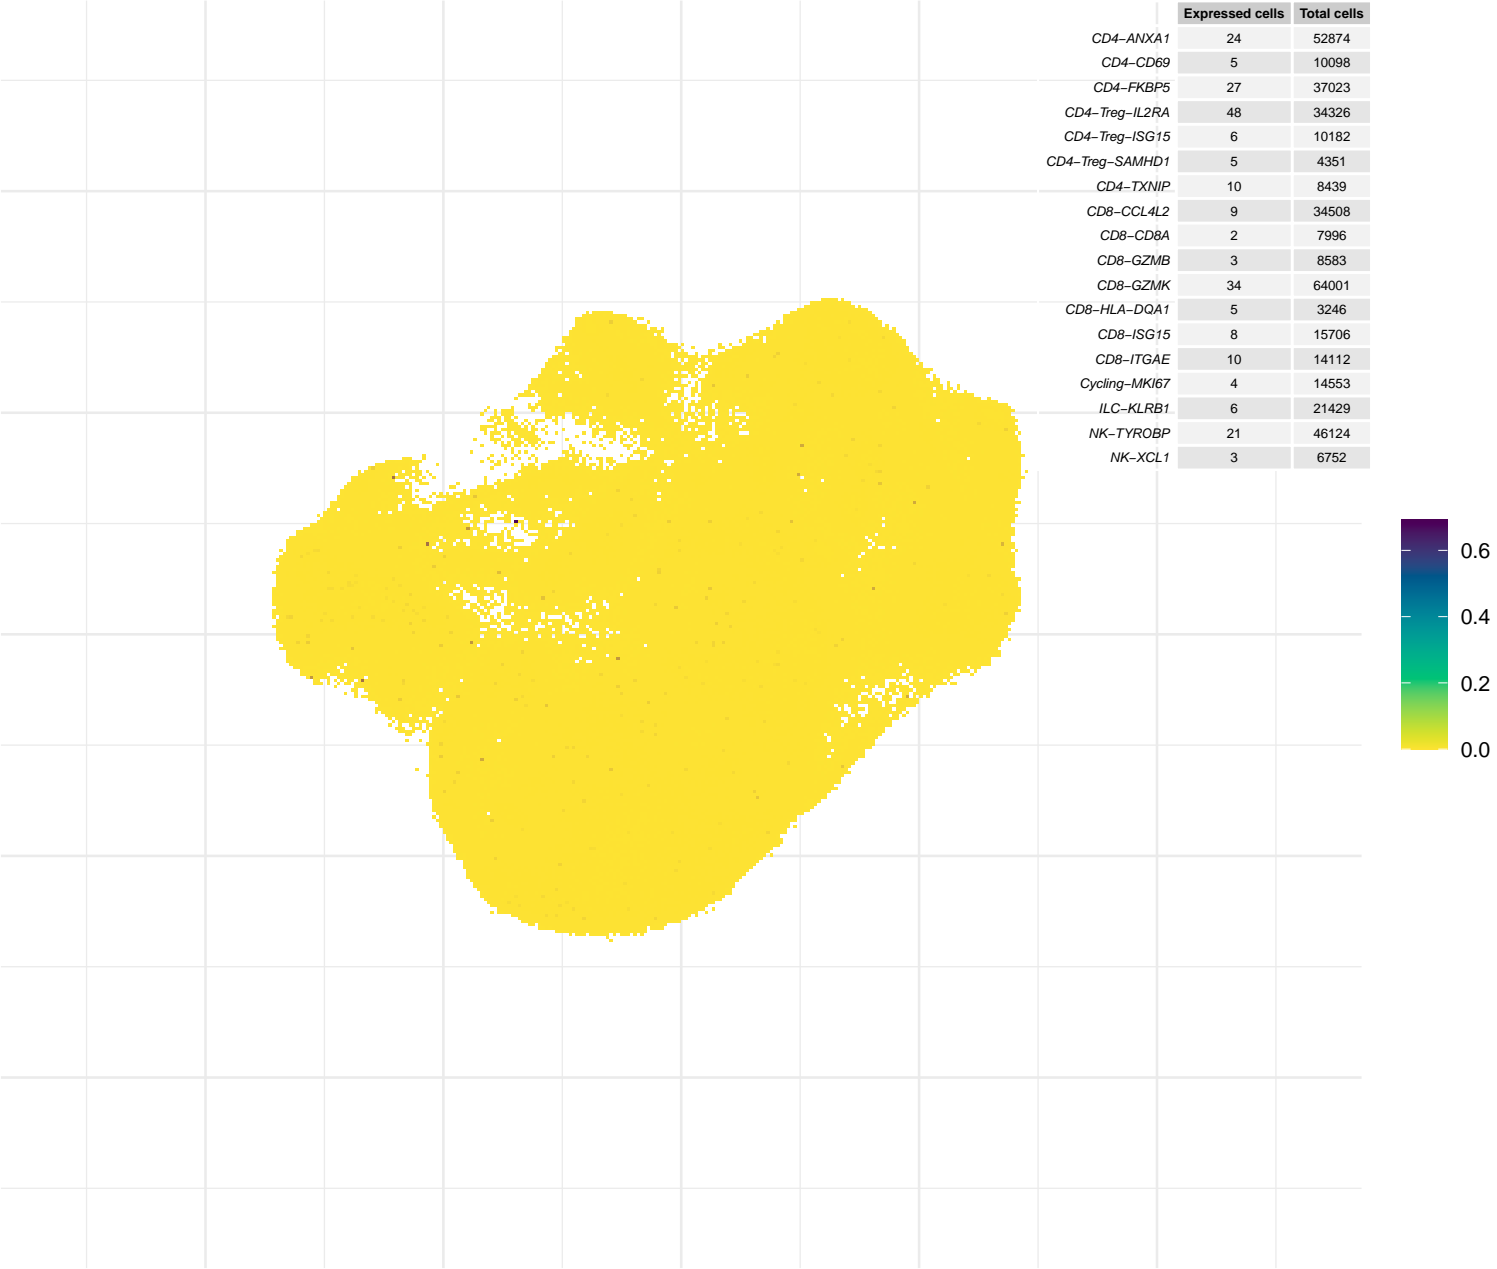 Expressed cells Total cells
CD4−ANXA1 24 52874
CD4−CD69 5 10098
CD4−FKBP5 27 37023
CD4−Treg−IL2RA 48 34326
CD4−Treg−ISG15 6 10182
CD4−Treg−SAMHD1 5 4351
CD4−TXNIP 10 8439
CD8−CCL4L2 9 34508
CD8−CD8A 2 7996
CD8−GZMB 3 8583
CD8−GZMK 34 64001
CD8−HLA−DQA1 5 3246
CD8−ISG15 8 15706
CD8−ITGAE 10 14112
Cycling−MKI67 4 14553
ILC−KLRB1 6 21429
NK−TYROBP 21 46124
NK−XCL1 3 6752
0.6
0.4
0.2
0.0